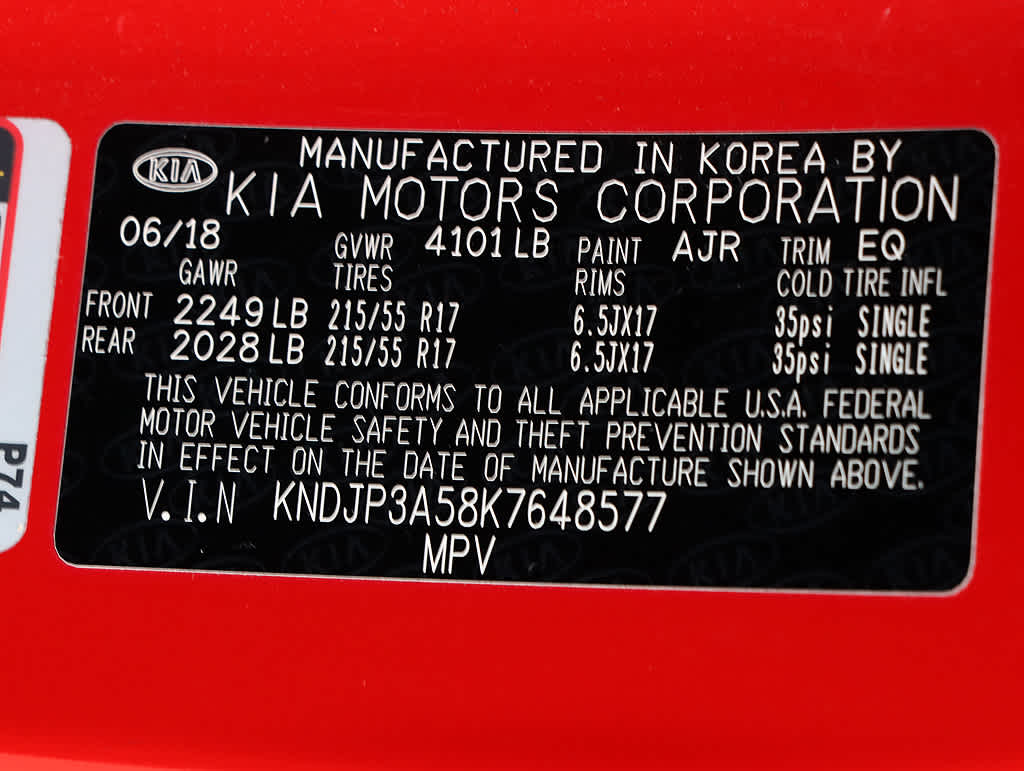 KIA MANUFACTURED IN KOREA BY
KIA MOTORS CORPORATION
06/18 GVWR 4101 LB PAINT AJR TRIM EQ
GAWR TIRES RIMS COLD TIRE INFL
FRONT 2249 LB 215/55 R17 6.5JX17 35psi SINGLE
REAR 2028 LB 215/55 R17 6.5JX17 35psi SINGLE
THIS VEHICLE CONFORMS TO ALL APPLICABLE U.S.A. FEDERAL
MOTOR VEHICLE SAFETY AND THEFT PREVENTION STANDARDS
IN EFFECT ON THE DATE OF MANUFACTURE SHOWN ABOVE.
V.I.N KNDJP3A58K7648577
MPV
P74